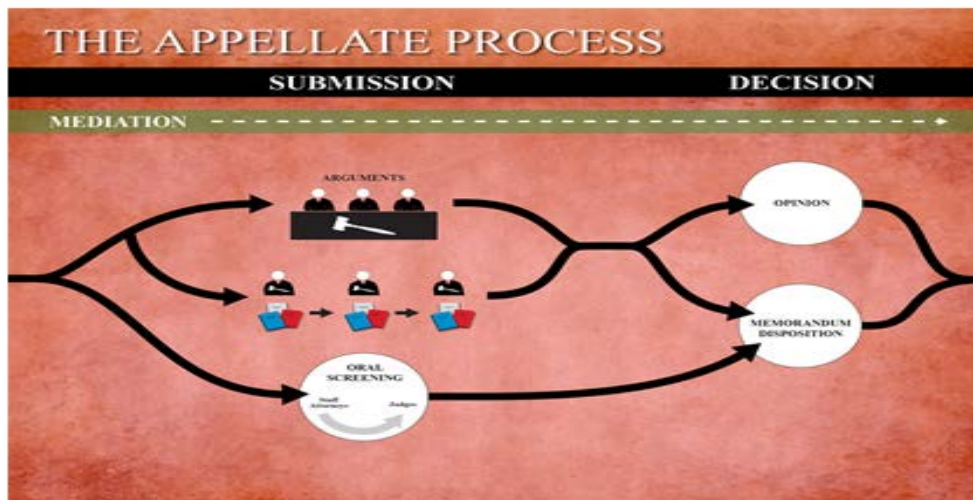 THE APPELLATE PROCESS
SUBMISSION DECISION
MEDIATION
ARGUMENTS
OPINION
MEMORANDUM
DISPOSITION
ORAL
SCREENING
Staff
Attorneys
Judges